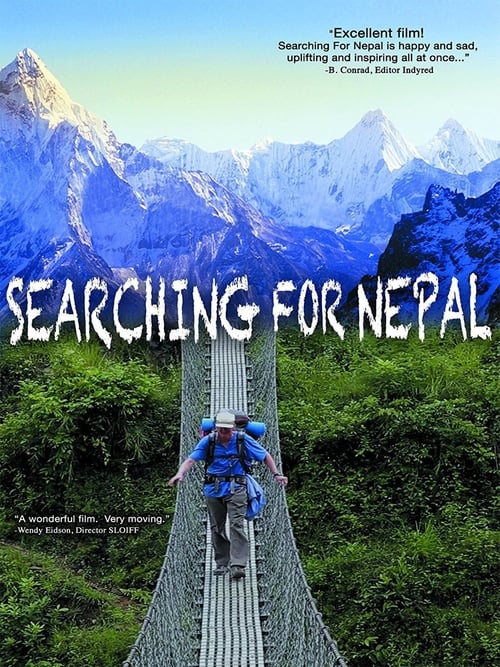 "Excellent film!
Searching For Nepal is happy and sad,
uplifting and inspiring all at once..."
-B. Conrad, Editor Indyred
SEARCHING FOR NEPAL
"A wonderful film. Very moving."
-Wendy Eidson, Director SLOIFF